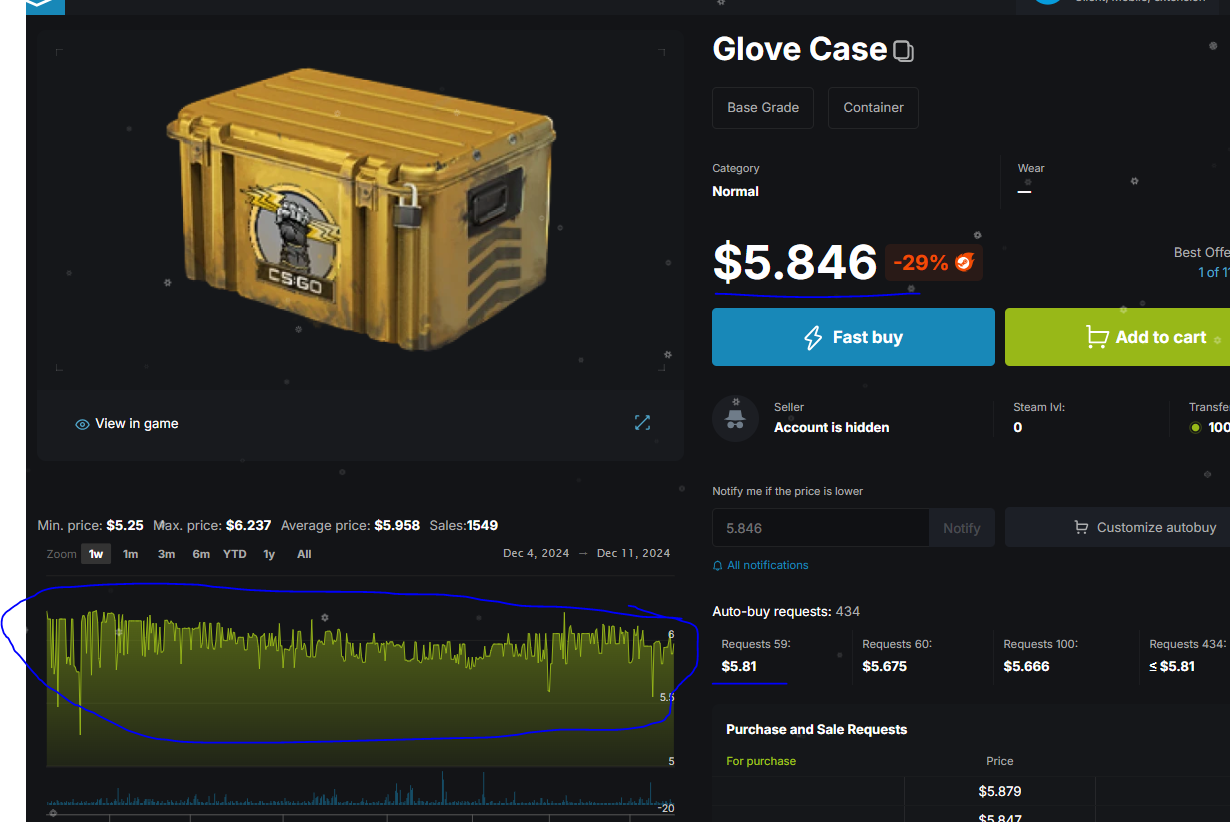 Glove Case
Base Grade
Container
Category
Normal
Wear
—
$5.846
-29%
Best Offe
1 of 1
Fast buy
Add to cart
CS:GO
View in game
Seller
Account is hidden
Steam lvl:
0
Transfe
100
Min. price: $5.25 Max. price: $6.237 Average price: $5.958 Sales:1549
Zoom 1w 1m 3m 6m YTD 1y All
Dec 4, 2024 → Dec 11, 2024
6
5.5
5
-20
Notify me if the price is lower
5.846
Notify
Customize autobuy
All notifications
Auto-buy requests: 434
Requests 59:
$5.81
Requests 60:
$5.675
Requests 100:
$5.666
Requests 434:
≤ $5.81
Purchase and Sale Requests
For purchase
Price
$5.879
$5.847